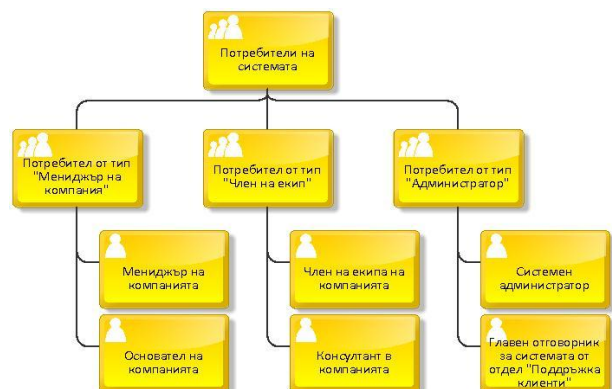 Потребители на
системата
Потребител от тип
"Мениджър на
компания"
Потребител от тип
"Член на екип"
Потребител от тип
"Администратор"
Мениджър на
компанията
Член на екипа на
компанията
Системен
администратор
Основател на
компанията
Консултант в
компанията
Главен отговорник
за системата от
отдел "Поддръжка
клиенти"